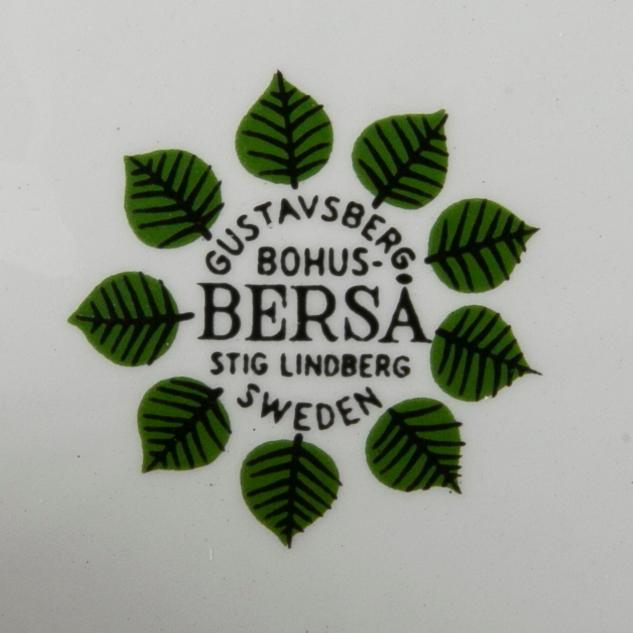 GUSTAVSBERG
BOHUS-
BERSÅ
STIG LINDBERG
SWEDEN